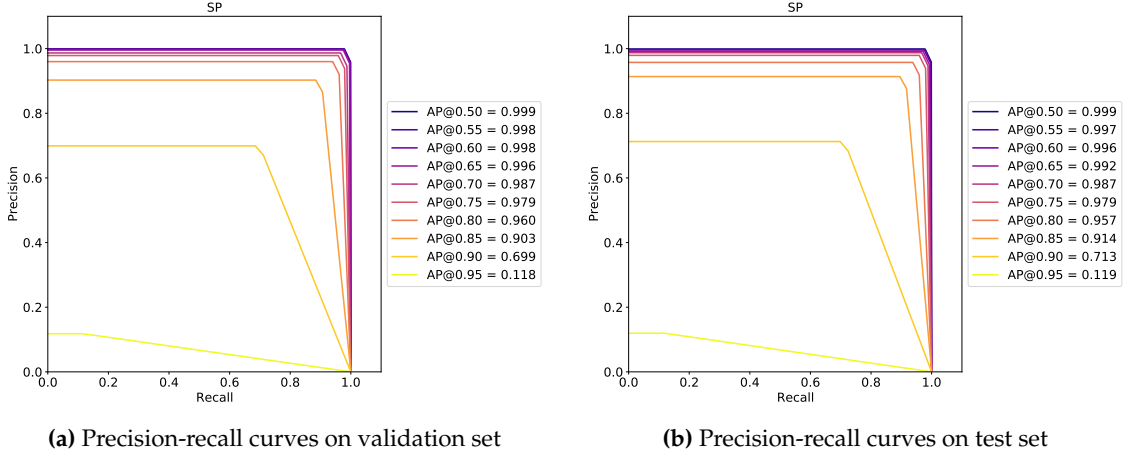 SP
1.0
0.8
0.6
0.4
0.2
0.0
Precision
0.0 0.2 0.4 0.6 0.8 1.0
Recall
AP@0.50 = 0.999
AP@0.55 = 0.998
AP@0.60 = 0.998
AP@0.65 = 0.996
AP@0.70 = 0.987
AP@0.75 = 0.979
AP@0.80 = 0.960
AP@0.85 = 0.903
AP@0.90 = 0.699
AP@0.95 = 0.118
(a) Precision-recall curves on validation set
SP
1.0
0.8
0.6
0.4
0.2
0.0
Precision
0.0 0.2 0.4 0.6 0.8 1.0
Recall
AP@0.50 = 0.999
AP@0.55 = 0.997
AP@0.60 = 0.996
AP@0.65 = 0.992
AP@0.70 = 0.987
AP@0.75 = 0.979
AP@0.80 = 0.957
AP@0.85 = 0.914
AP@0.90 = 0.713
AP@0.95 = 0.119
(b) Precision-recall curves on test set